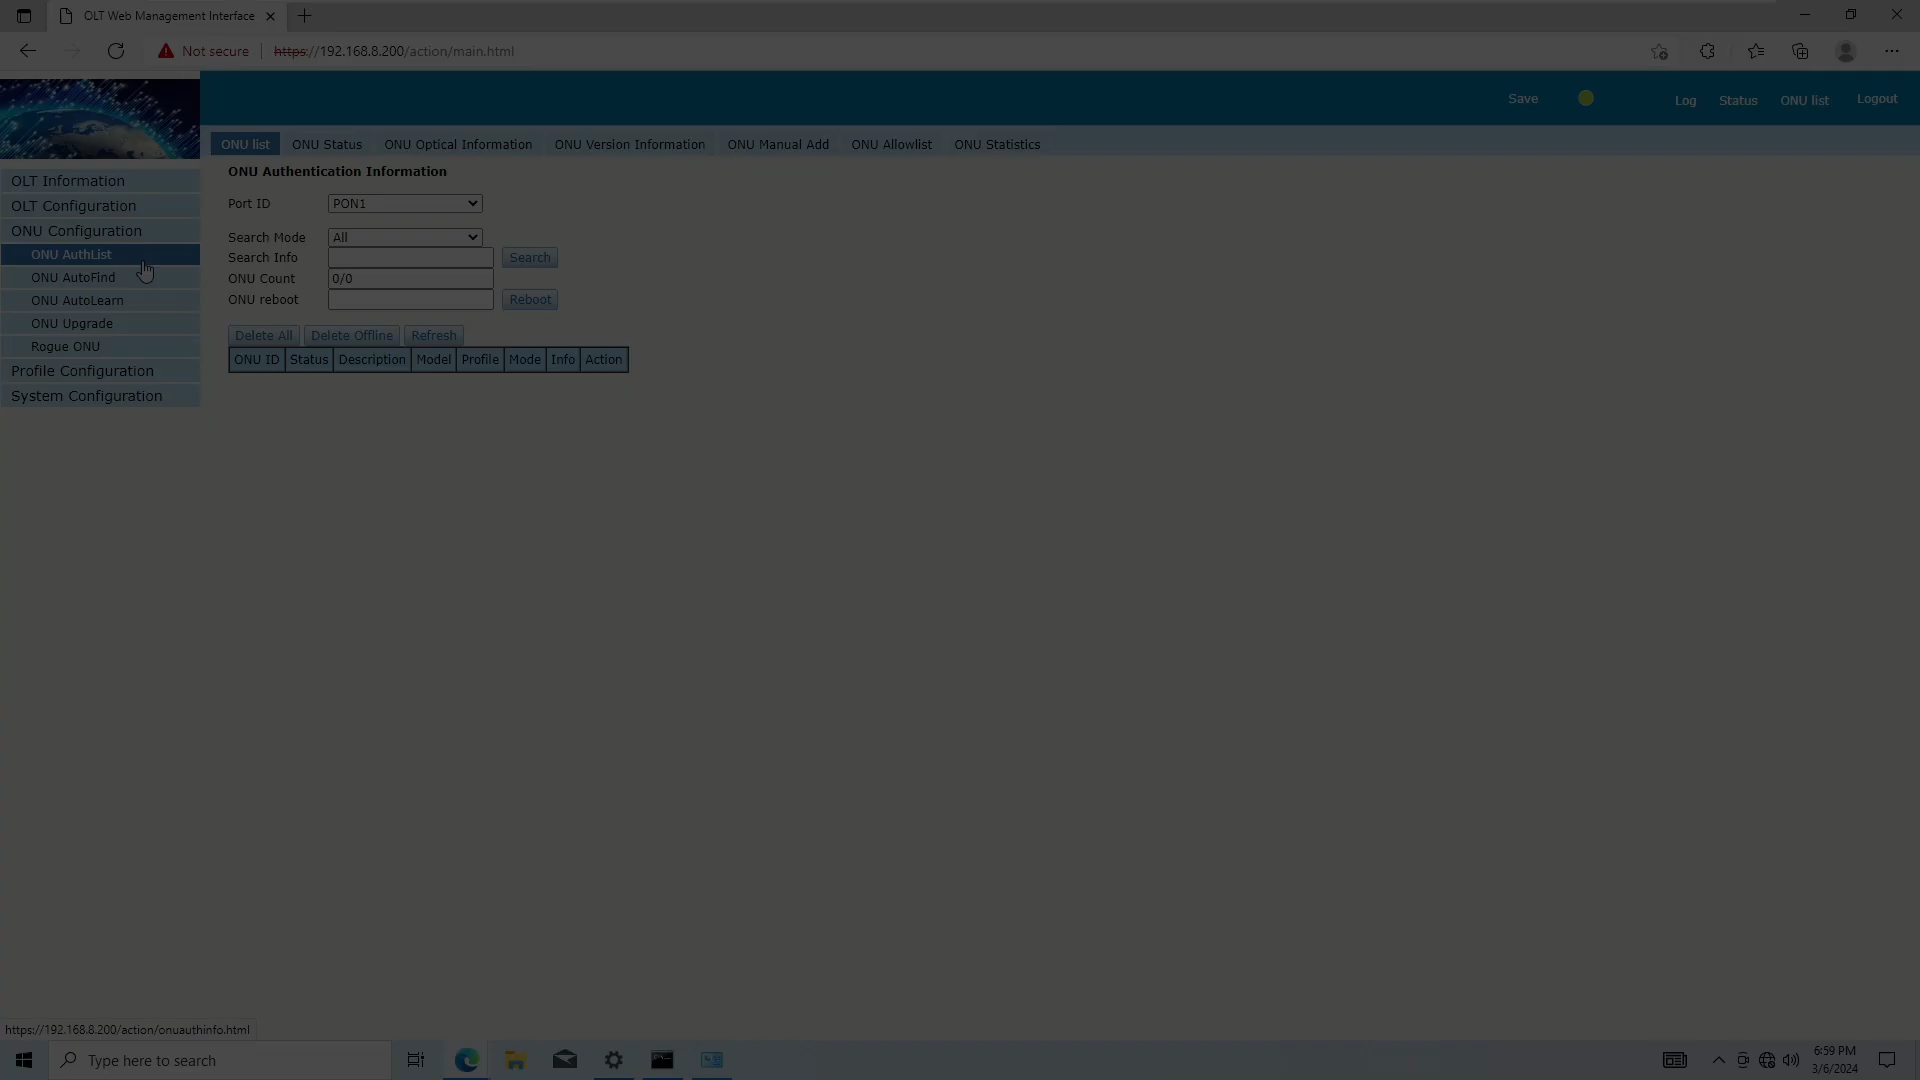 OLT Web Management Interface
Not secure
https://192.168.8.200/action/main.html
Save
Log
Status
ONU list
Logout
ONU list
ONU Status
ONU Optical Information
ONU Version Information
ONU Manual Add
ONU Allowlist
ONU Statistics
OLT Information
OLT Configuration
ONU Configuration
ONU AuthList
ONU AutoFind
ONU AutoLearn
ONU Upgrade
Rogue ONU
Profile Configuration
System Configuration
ONU Authentication Information
Port ID PON1
Search Mode All
Search Info Search
ONU Count 0/0
ONU reboot Reboot
Delete All Delete Offline Refresh
ONU ID Status Description Model Profile Mode Info Action
https://192.168.8.200/action/onuauthinfo.html
Type here to search
6:59 PM
3/6/2024